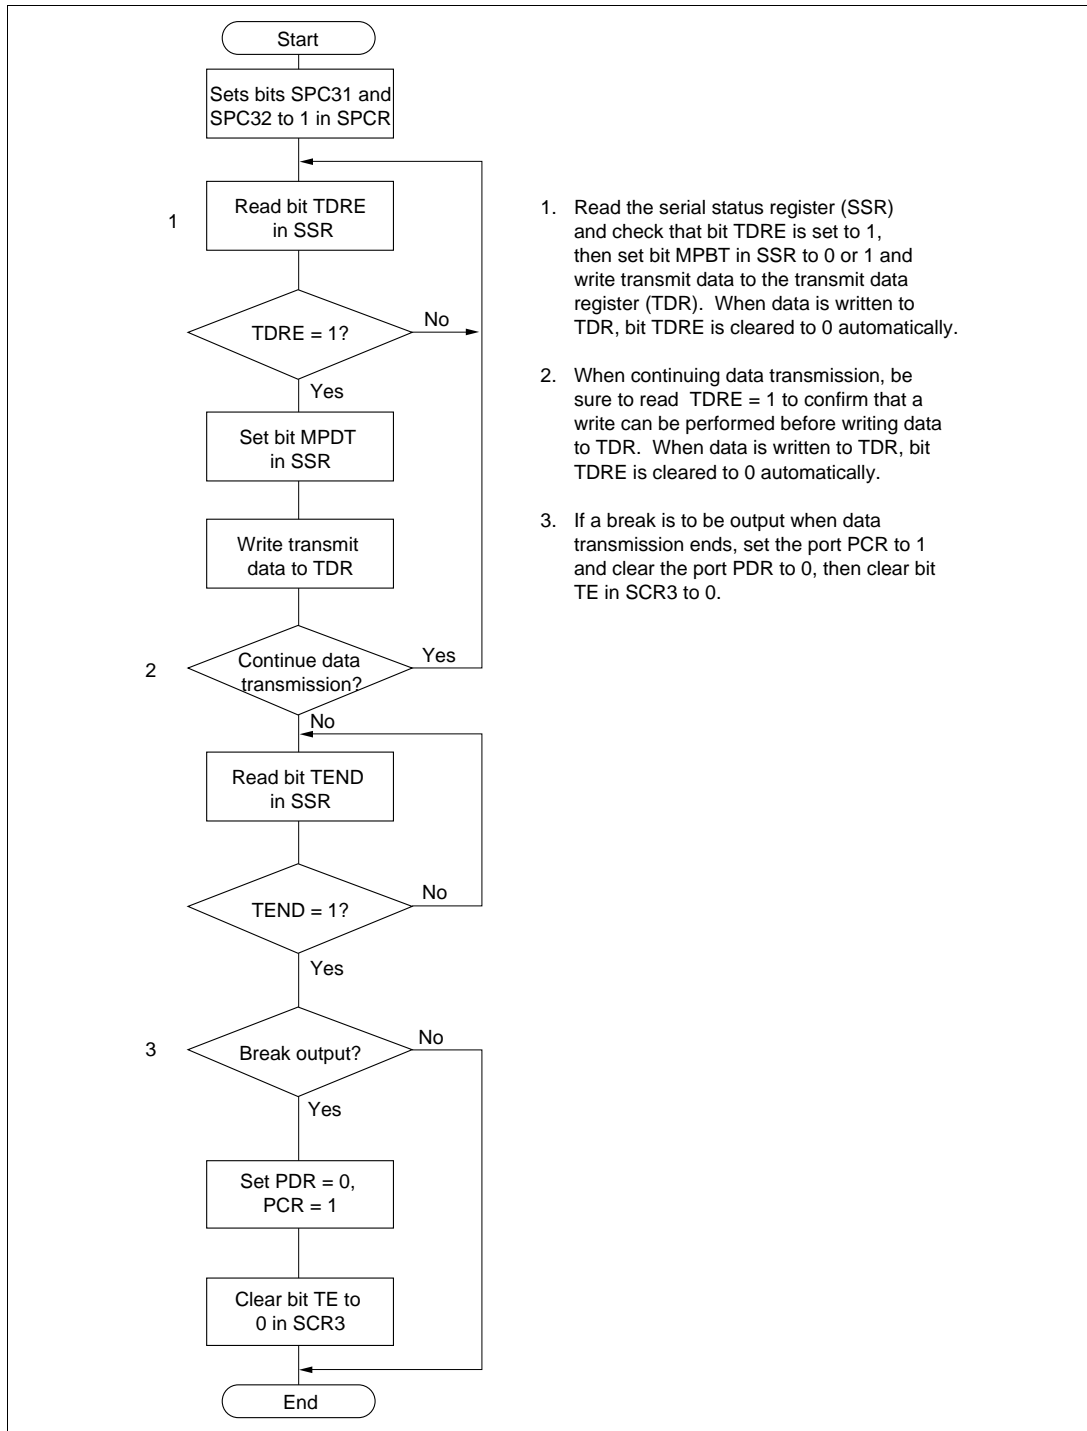 Start
Sets bits SPC31 and
SPC32 to 1 in SPCR
1
Read bit TDRE
in SSR
TDRE = 1?
No
Yes
Set bit MPDT
in SSR
Write transmit
data to TDR
2
Continue data
transmission?
Yes
No
Read bit TEND
in SSR
TEND = 1?
No
Yes
3
Break output?
No
Yes
Set PDR = 0,
PCR = 1
Clear bit TE to
0 in SCR3
End
1. Read the serial status register (SSR)
and check that bit TDRE is set to 1,
then set bit MPBT in SSR to 0 or 1 and
write transmit data to the transmit data
register (TDR). When data is written to
TDR, bit TDRE is cleared to 0 automatically.
2. When continuing data transmission, be
sure to read TDRE = 1 to confirm that a
write can be performed before writing data
to TDR. When data is written to TDR, bit
TDRE is cleared to 0 automatically.
3. If a break is to be output when data
transmission ends, set the port PCR to 1
and clear the port PDR to 0, then clear bit
TE in SCR3 to 0.